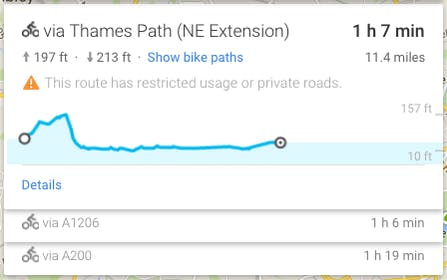 via Thames Path (NE Extension) 1 h 7 min
↑ 197 ft · ↓ 213 ft · Show bike paths 11.4 miles
This route has restricted usage or private roads.
157 ft
10 ft
Details
via A1206 1 h 6 min
via A200 1 h 19 min